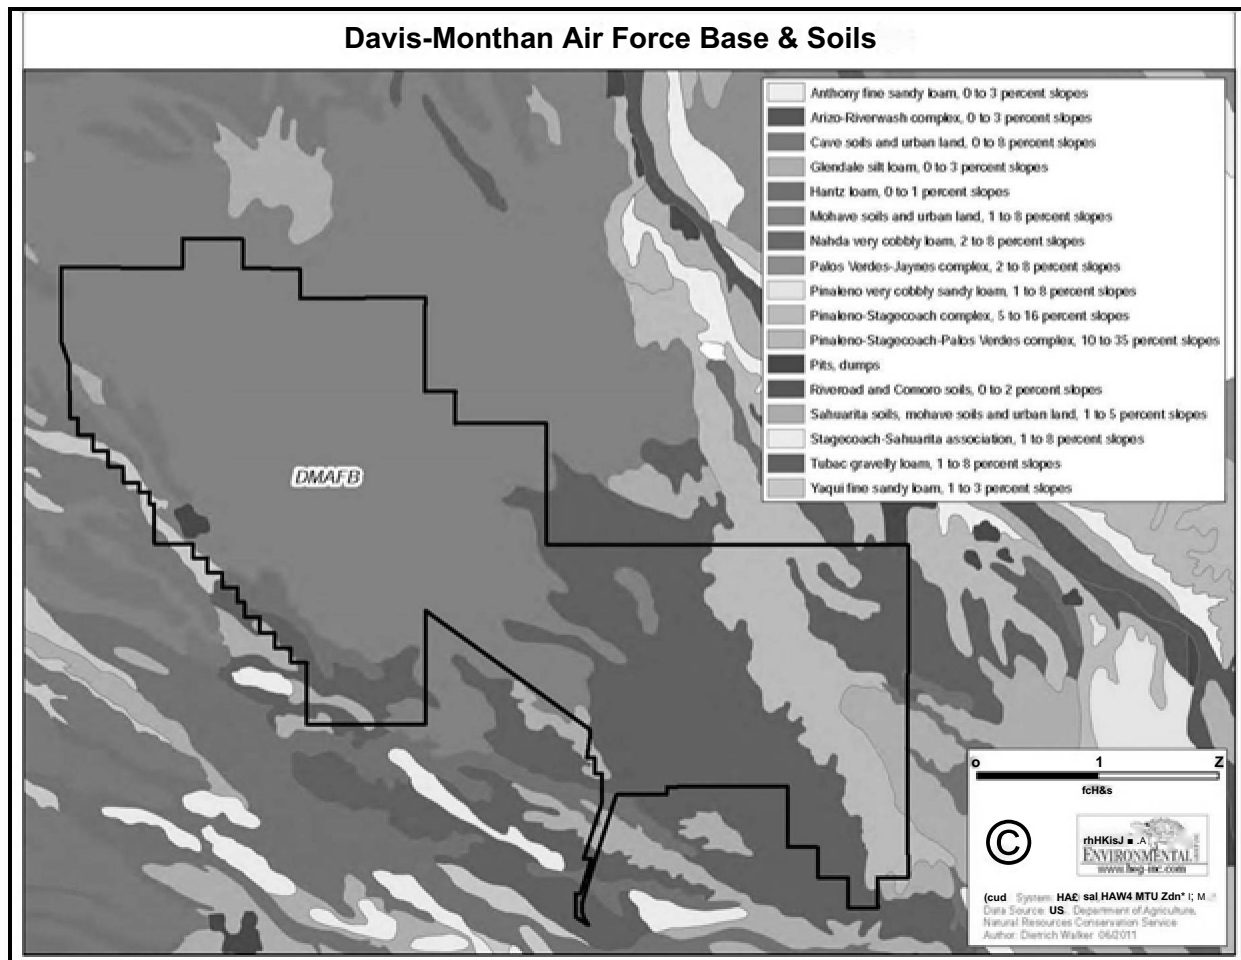 Davis-Monthan Air Force Base & Soils
Anthony fine sandy loam, 0 to 3 percent slopes
Arizo-Riverwash complex, 0 to 3 percent slopes
Cave soils and urban land, 0 to 8 percent slopes
Glendale silt loam, 0 to 3 percent slopes
Hantz loam, 0 to 1 percent slopes
Mohave soils and urban land, 1 to 8 percent slopes
Nahda very cobbly loam, 2 to 8 percent slopes
Palos Verdes-Jaynes complex, 2 to 8 percent slopes
Pinaleno very cobbly sandy loam, 1 to 8 percent slopes
Pinaleno-Stagecoach complex, 5 to 16 percent slopes
Pinaleno-Stagecoach-Palos Verdes complex, 10 to 35 percent slopes
Pits, dumps
Riveroad and Comoro soils, 0 to 2 percent slopes
Sahuarita soils, mohave soils and urban land, 1 to 5 percent slopes
Stagecoach-Sahuarita association, 1 to 8 percent slopes
Tubac gravelly loam, 1 to 8 percent slopes
Yaqui fine sandy loam, 1 to 3 percent slopes
DMAFB
o 1 Z
fcH&s
©
rhHKisJ ■ .A
ENVIRONMENTAL
www.heg-inc.com
(cud System: HA£ sal HAW4 MTU Zdn* I; M
Data Source: US. Department of Agriculture,
Natural Resources Conservation Service
Author: Dietrich Walker 06/2011